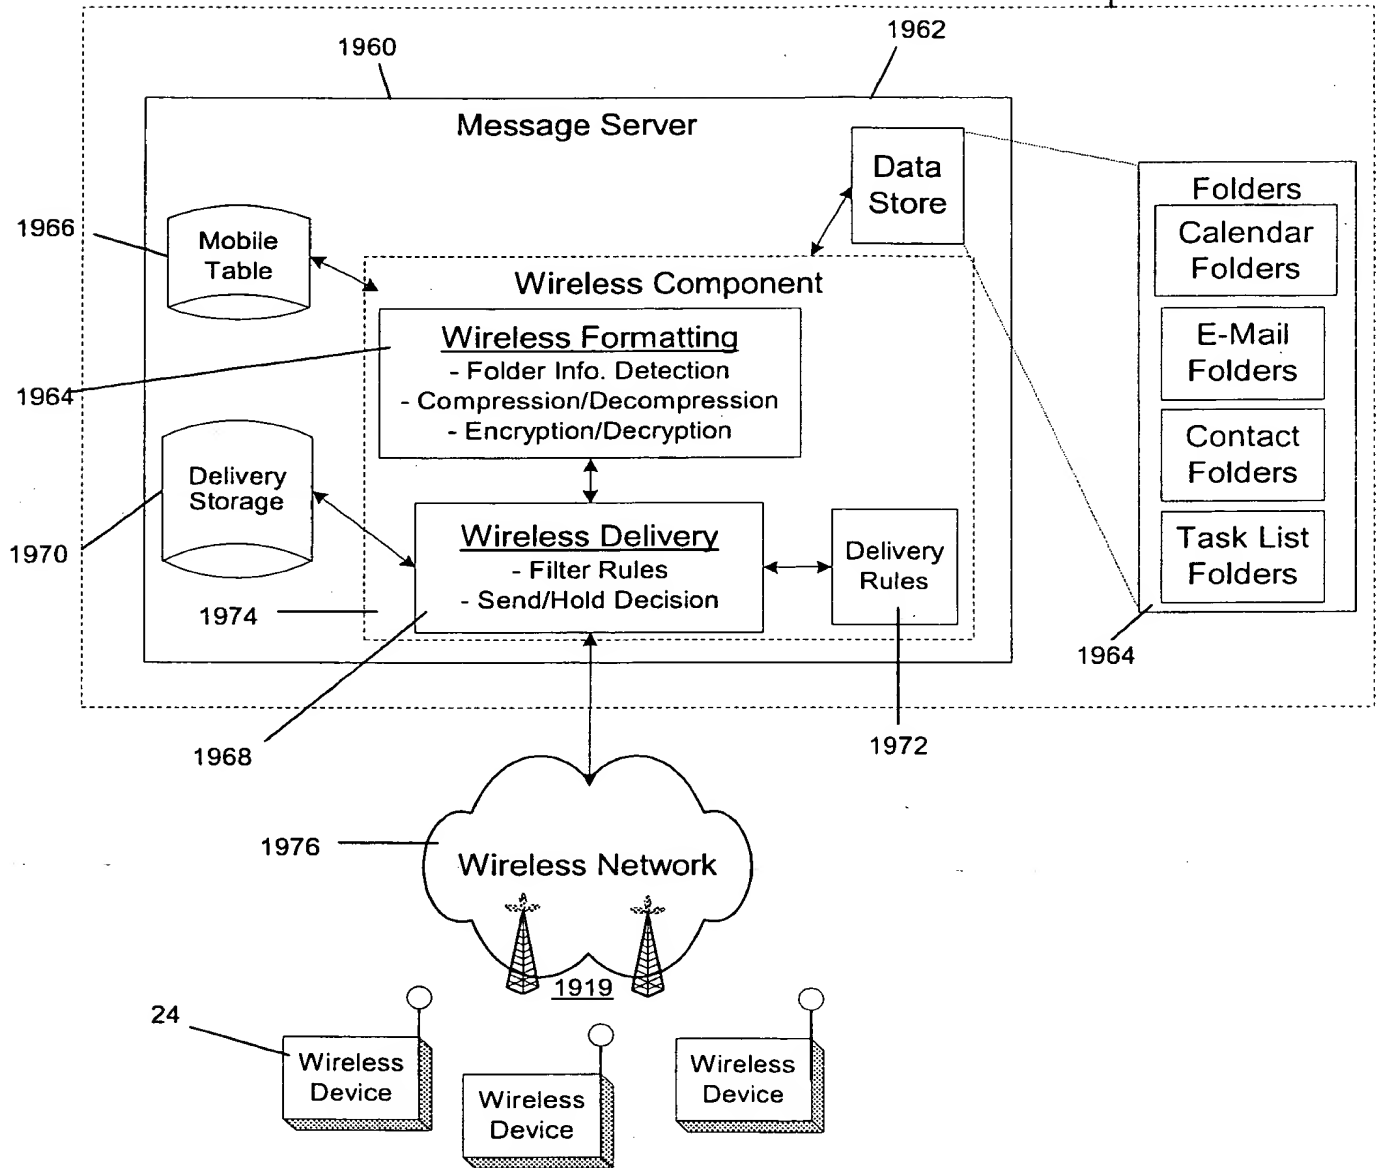 1960
1962
Message Server
Data
Store
Folders
Calendar
Folders
1966
Mobile
Table
Wireless Component
Wireless Formatting
- Folder Info. Detection
- Compression/Decompression
- Encryption/Decryption
E-Mail
Folders
1964
Contact
Folders
Delivery
Storage
1970
Wireless Delivery
- Filter Rules
- Send/Hold Decision
Delivery
Rules
Task List
Folders
1974
1964
1968
1972
1976
Wireless Network
1919
24
Wireless
Device
Wireless
Device
Wireless
Device